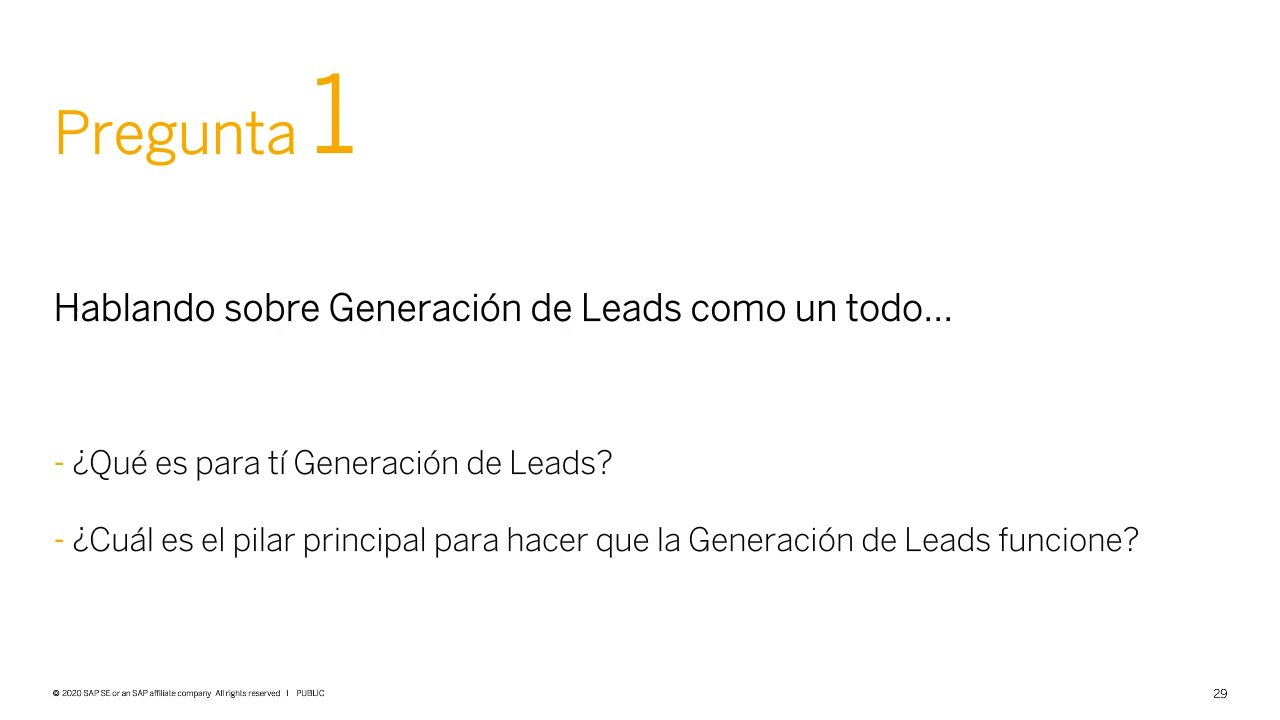 Pregunta 1
Hablando sobre Generación de Leads como un todo...
- ¿Qué es para tí Generación de Leads?
- ¿Cuál es el pilar principal para hacer que la Generación de Leads funcione?
© 2020 SAP SE or an SAP affiliate company. All rights reserved I PUBLIC
29